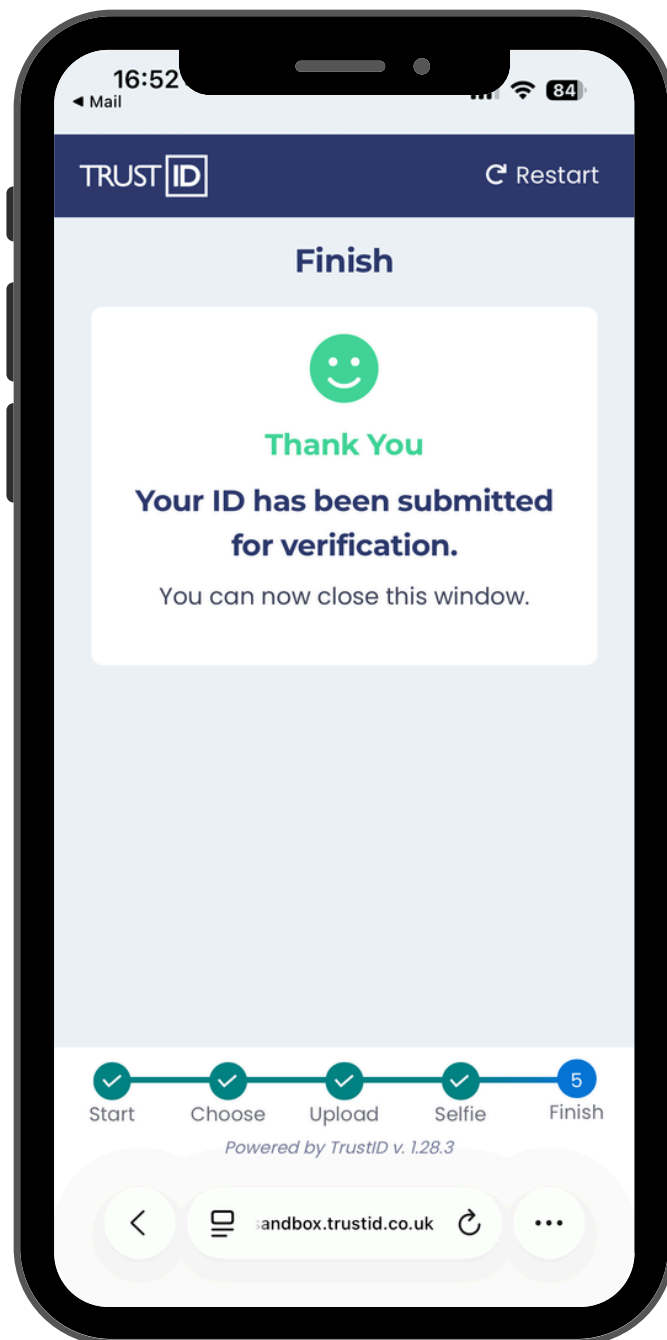 16:52
◀ Mail
84
TRUST ID
Restart
Finish
Thank You
Your ID has been submitted
for verification.
You can now close this window.
5
Start Choose Upload Selfie Finish
Powered by TrustID v. 1.28.3
andbox.trustid.co.uk